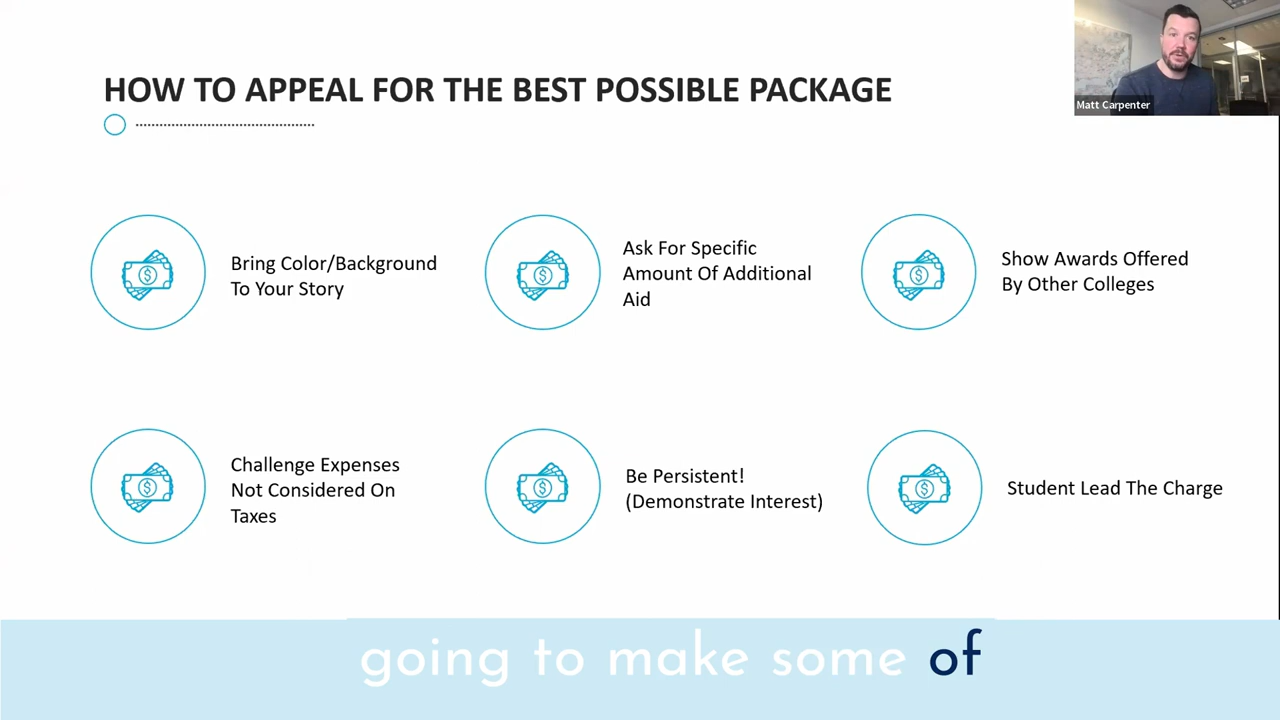 HOW TO APPEAL FOR THE BEST POSSIBLE PACKAGE
Matt Carpenter
Bring Color/Background
To Your Story
Ask For Specific
Amount Of Additional
Aid
Show Awards Offered
By Other Colleges
Challenge Expenses
Not Considered On
Taxes
Be Persistent!
(Demonstrate Interest)
Student Lead The Charge
going to make some of